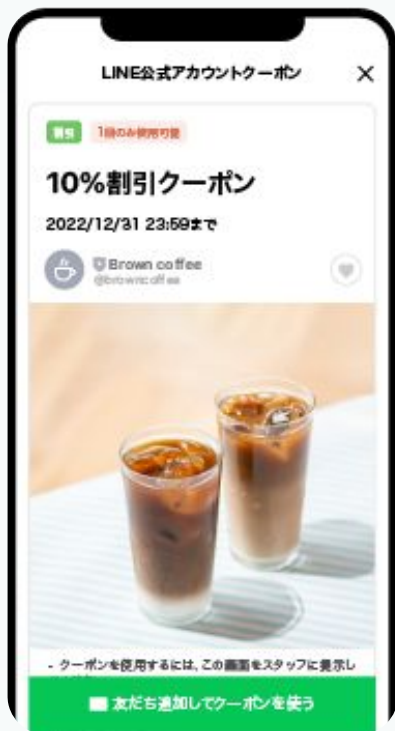 LINE公式アカウントクーポン
割引 1回のみ使用可能
10%割引クーポン
2022/12/31 23:59まで
Brown coffee
@browncoffee
- クーポンを使用するには、この画面をスタッフに提示し
友だち追加してクーポンを使う